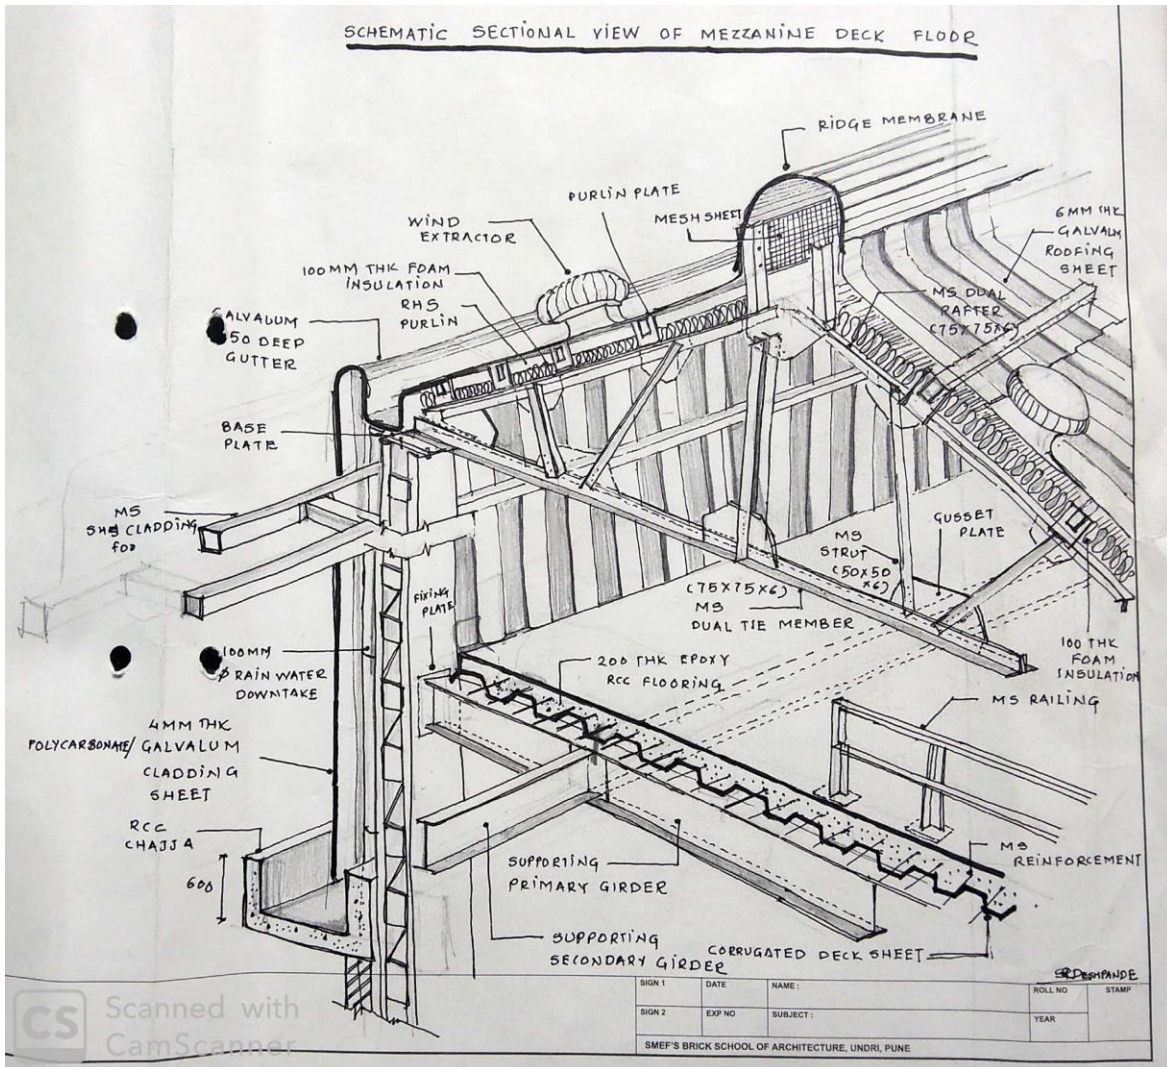 SCHEMATIC SECTIONAL VIEW OF MEZZANINE DECK FLOOR
RIDGE MEMBRANE
PURLIN PLATE
MESH SHEET
WIND
EXTRACTOR
6MM THK
GALVALUM
ROOFING
SHEET
100MM THK FOAM
INSULATION
RHS
PURLIN
MS DUAL
RAFTER
(75X75X6)
GALVALUM
50 DEEP
GUTTER
BASE
PLATE
MS
CLADDING
GUSSET
PLATE
MS
STRUT
(50X50
X6)
(75X75X6)
MS
DUAL TIE MEMBER
FIXING
PLATE
100MM
Ø RAIN WATER
DOWNTAKE
200 THK EPOXY
RCC FLOORING
100 THK
FOAM
INSULATION
MS RAILING
4MM THK
POLYCARBONATE/ GALVALUM
CLADDING
SHEET
RCC
CHAJJA
600
SUPPORTING
PRIMARY GIRDER
MS
REINFORCEMENT
SUPPORTING
SECONDARY GIRDER
CORRUGATED DECK SHEET
SRDESHPANDE
SIGN 1 DATE NAME : ROLL NO STAMP
SIGN 2 EXP NO SUBJECT : YEAR
SMEF'S BRICK SCHOOL OF ARCHITECTURE, UNDRI, PUNE
CS Scanned with
CamScanner